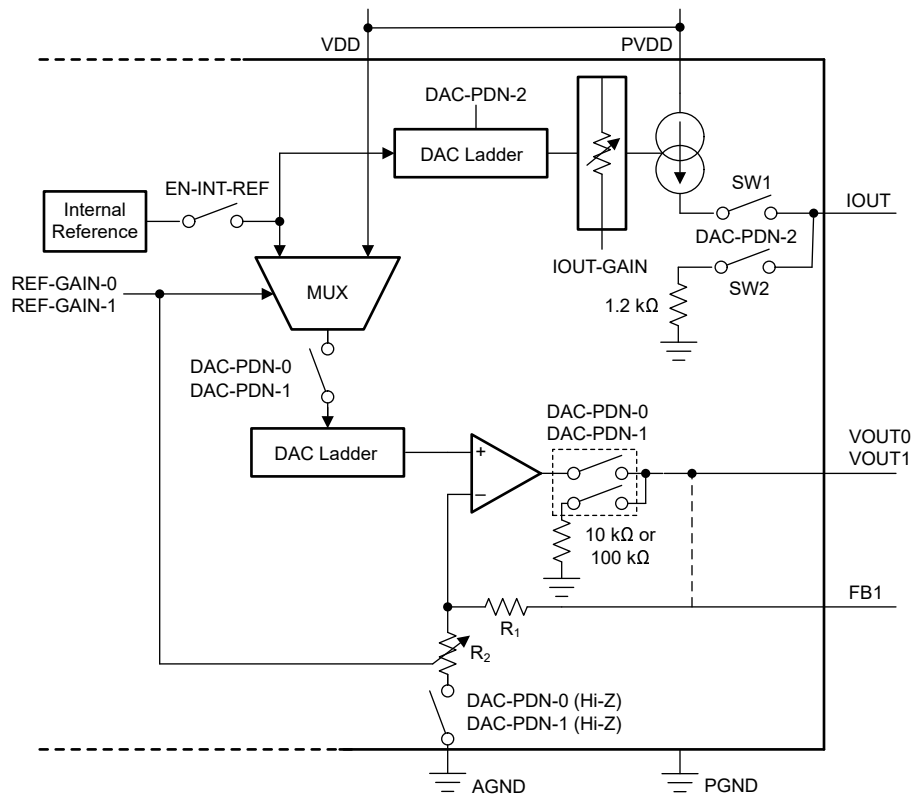 VDD
PVDD
DAC-PDN-2
DAC Ladder
EN-INT-REF
Internal
Reference
SW1
IOUT
DAC-PDN-2
SW2
IOUT-GAIN
1.2 kΩ
REF-GAIN-0
REF-GAIN-1
MUX
DAC-PDN-0
DAC-PDN-1
DAC Ladder
+
–
DAC-PDN-0
DAC-PDN-1
VOUT0
VOUT1
10 kΩ or
100 kΩ
FB1
R₁
R₂
DAC-PDN-0 (Hi-Z)
DAC-PDN-1 (Hi-Z)
AGND
PGND